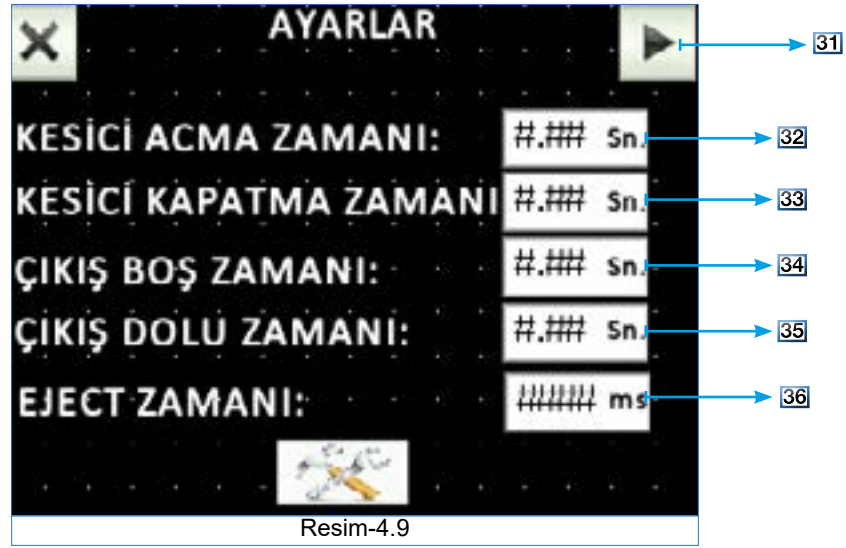 AYARLAR
31
KESİCİ ACMA ZAMANI: #.## Sn. 32
KESİCİ KAPATMA ZAMANI #.## Sn. 33
ÇIKIŞ BOŞ ZAMANI: #.## Sn. 34
ÇIKIŞ DOLU ZAMANI: #.## Sn. 35
EJECT ZAMANI: #### ms 36
Resim-4.9